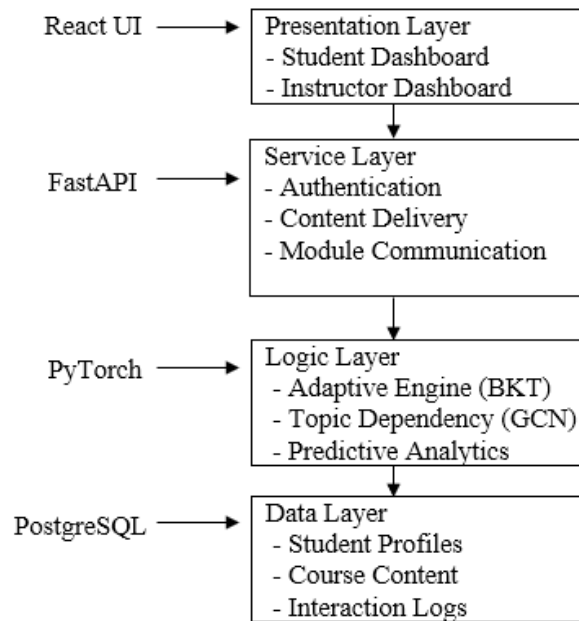 React UI
Presentation Layer
- Student Dashboard
- Instructor Dashboard
FastAPI
Service Layer
- Authentication
- Content Delivery
- Module Communication
PyTorch
Logic Layer
- Adaptive Engine (BKT)
- Topic Dependency (GCN)
- Predictive Analytics
PostgreSQL
Data Layer
- Student Profiles
- Course Content
- Interaction Logs